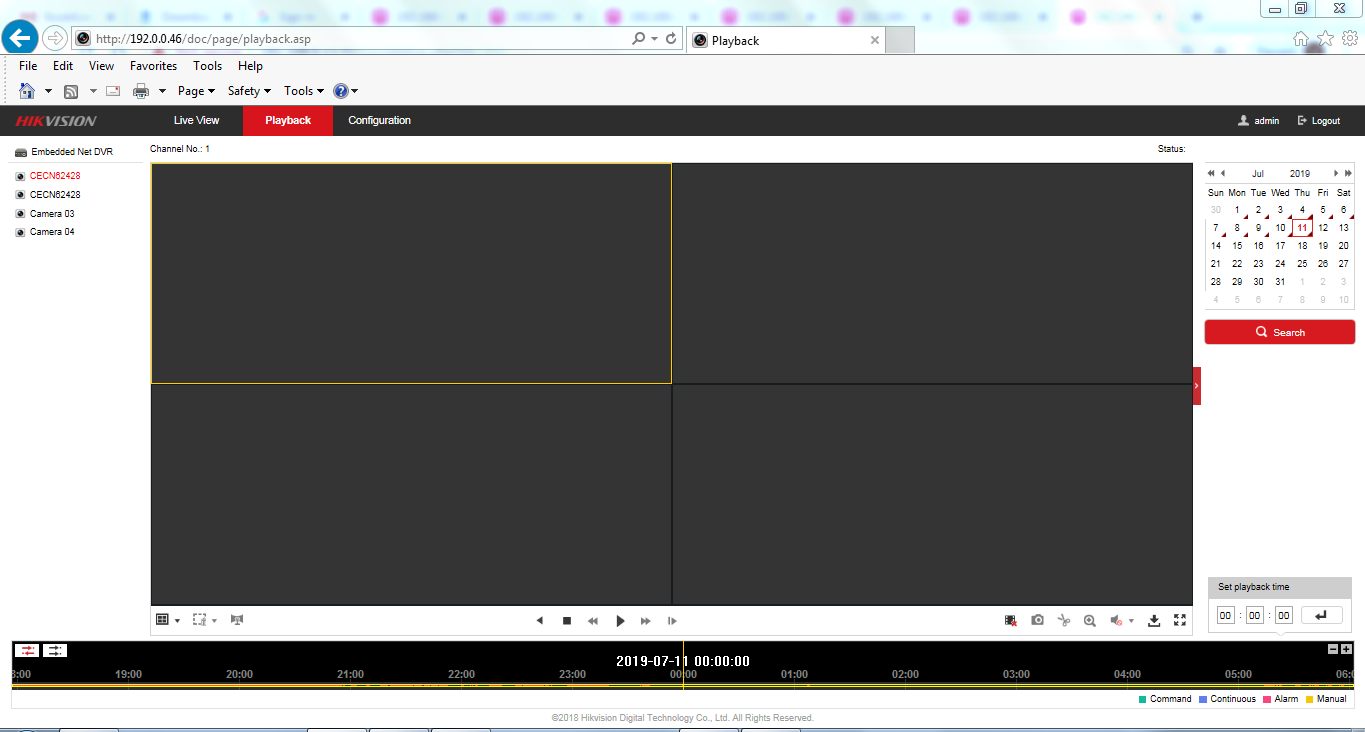 http://192.0.0.46/doc/page/playback.asp
Playback
File Edit View Favorites Tools Help
Page Safety Tools
HIKVISION Live View Playback Configuration admin Logout
Embedded Net DVR Channel No.: 1 Status:
CECN62428
CECN62428
Camera 03
Camera 04
Jul 2019
Sun Mon Tue Wed Thu Fri Sat
30 1 2 3 4 5 6
7 8 9 10 11 12 13
14 15 16 17 18 19 20
21 22 23 24 25 26 27
28 29 30 31 1 2 3
4 5 6 7 8 9 10
Search
Set playback time
00 : 00 : 00
2019-07-11 00:00:00
8:00 19:00 20:00 21:00 22:00 23:00 00:00 01:00 02:00 03:00 04:00 05:00 06:0
Command Continuous Alarm Manual
©2018 Hikvision Digital Technology Co., Ltd. All Rights Reserved.